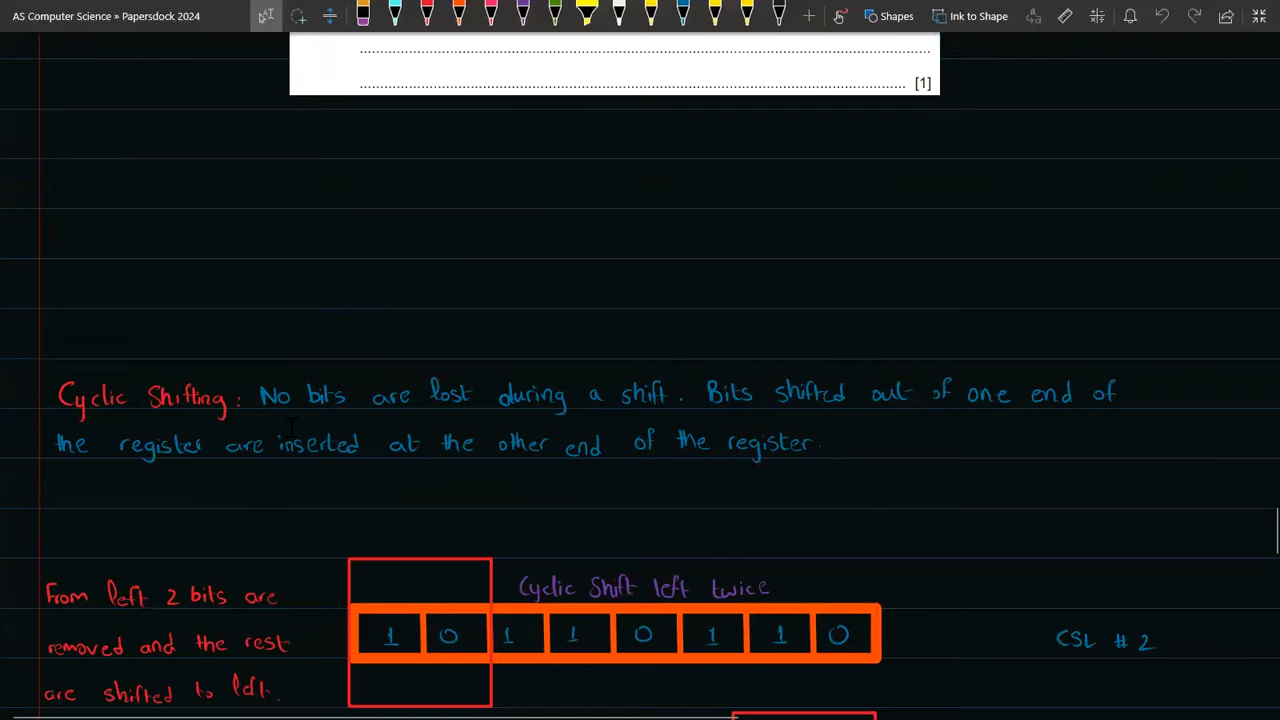 AS Computer Science » Papersdock 2024
Shapes
Ink to Shape
[1]
Cyclic Shifting: No bits are lost during a shift. Bits shifted out of one end of
the register are inserted at the other end of the register.
Cyclic Shift left twice
From left 2 bits are
removed and the rest
are shifted to left.
1 0 1 1 0 1 1 0
CSL # 2